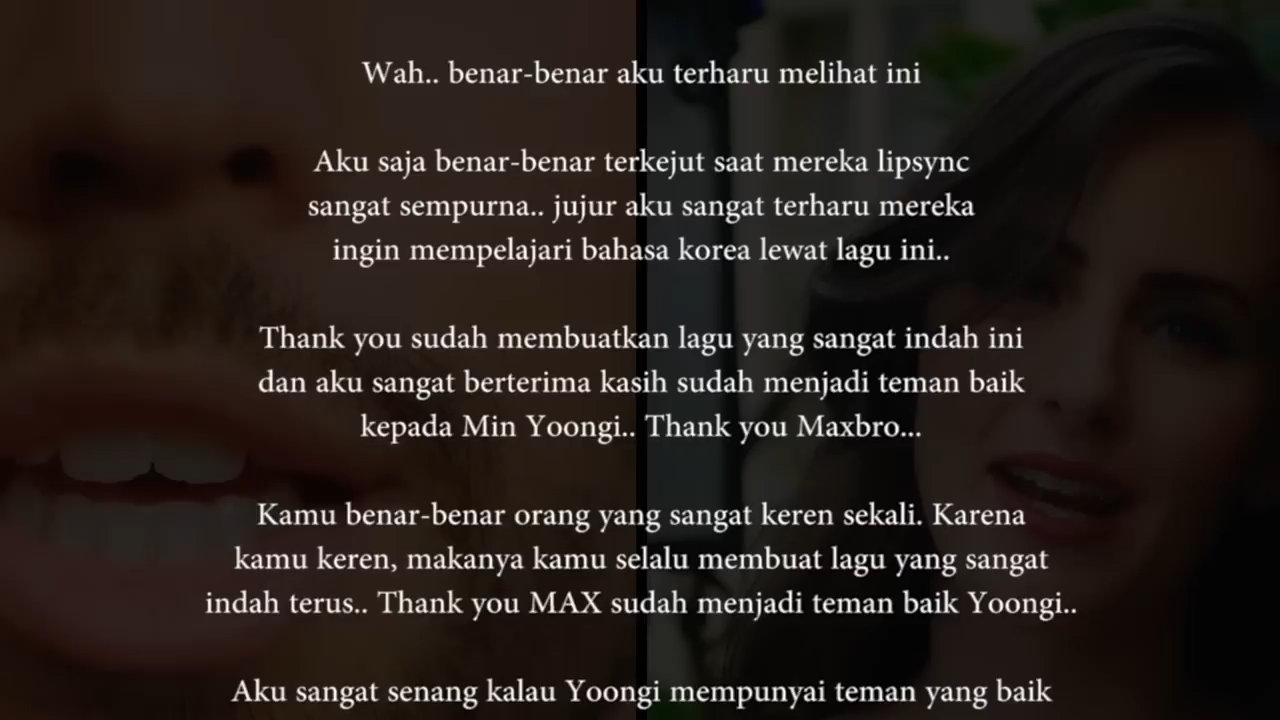 Wah.. benar-benar aku terharu melihat ini
Aku saja benar-benar terkejut saat mereka lipsync
sangat sempurna.. jujur aku sangat terharu mereka
ingin mempelajari bahasa korea lewat lagu ini..
Thank you sudah membuatkan lagu yang sangat indah ini
dan aku sangat berterima kasih sudah menjadi teman baik
kepada Min Yoongi.. Thank you Maxbro...
Kamu benar-benar orang yang sangat keren sekali. Karena
kamu keren, makanya kamu selalu membuat lagu yang sangat
indah terus.. Thank you MAX sudah menjadi teman baik Yoongi..
Aku sangat senang kalau Yoongi mempunyai teman yang baik